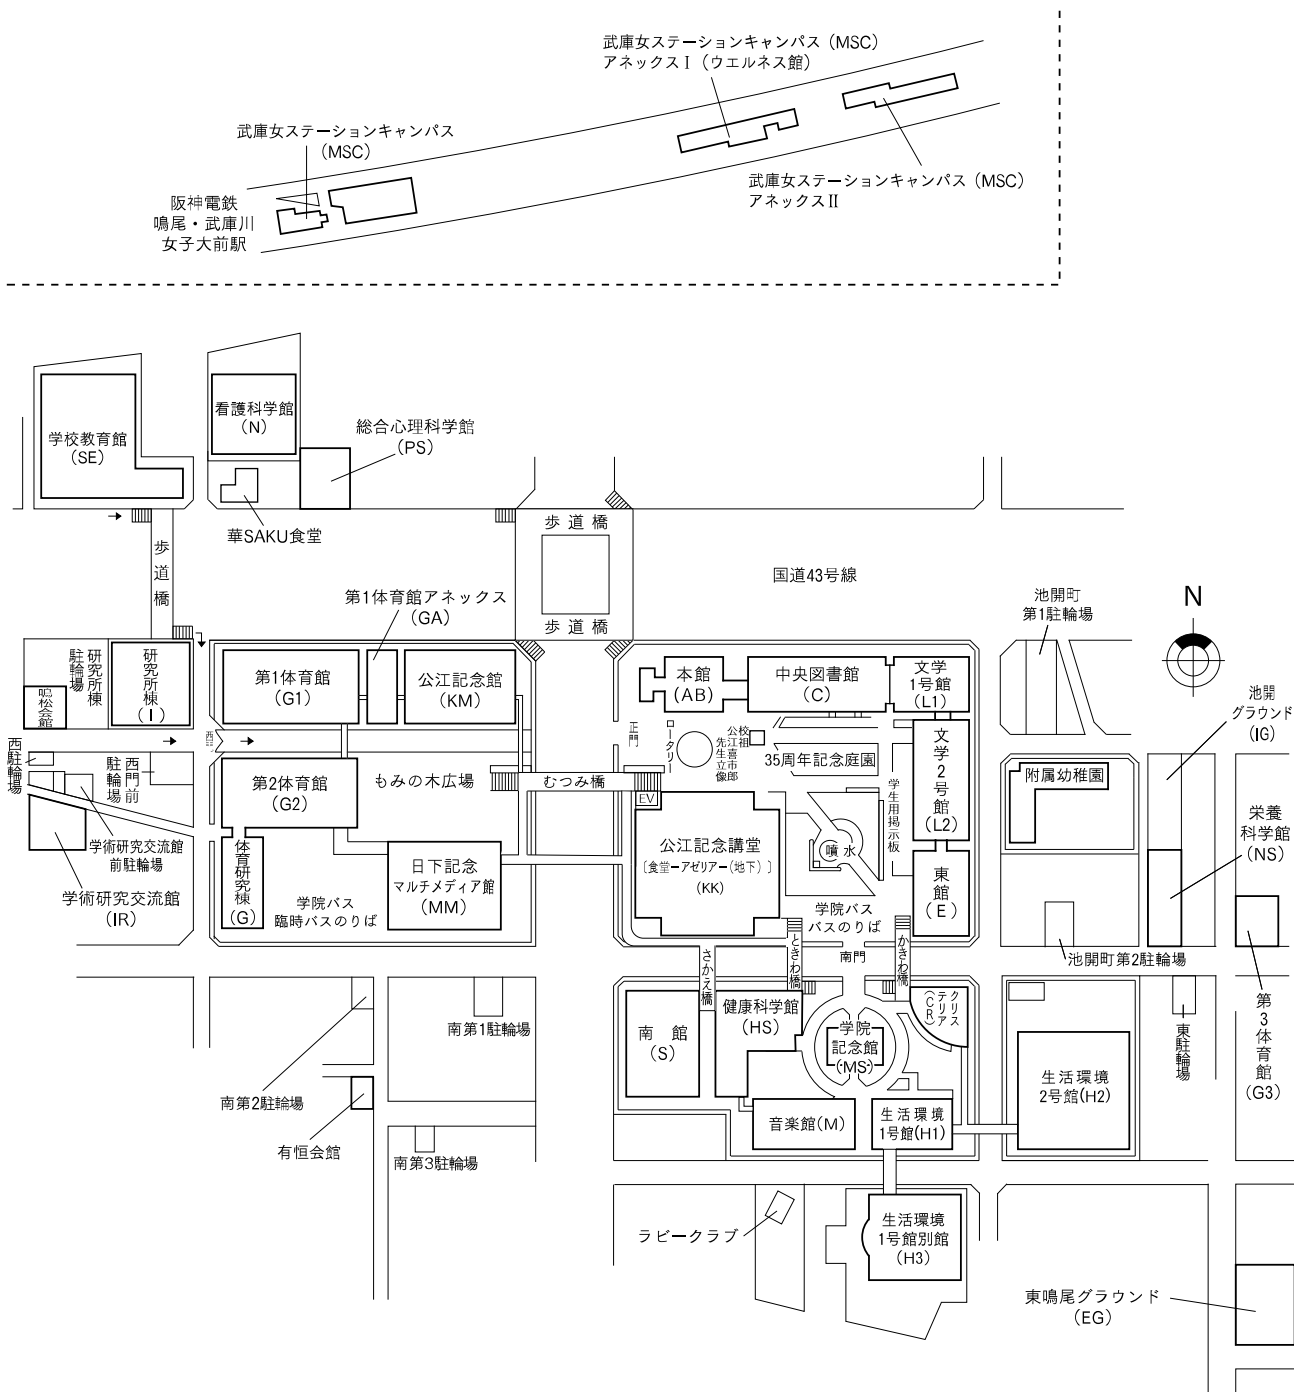 武庫女ステーションキャンパス（MSC）
アネックスⅠ（ウエルネス館）
武庫女ステーションキャンパス
（MSC）
武庫女ステーションキャンパス（MSC）
アネックスⅡ
阪神電鉄
鳴尾・武庫川
女子大前駅
看護科学館
（N）
学校教育館
（SE）
総合心理科学館
（PS）
華SAKU食堂
歩道橋
歩道橋
歩道橋
国道43号線
第1体育館アネックス
（GA）
池開町
第1駐輪場
N
研究所棟
駐輪場
鳴松会館
研究所棟
（I）
第1体育館
（G1）
公江記念館
（KM）
本館
（AB）
中央図書館
（C）
文学
1号館
（L1）
池開
グラウンド
（IG）
西門
正門
ロータリー
校祖
公江喜市郎
先生立像
35周年記念庭園
文学2号館
（L2）
学生用掲示板
西駐輪場
西門前
駐輪場
第2体育館
（G2）
もみの木広場
むつみ橋
EV
附属幼稚園
栄養
科学館
（NS）
学術研究交流館
前駐輪場
学術研究交流館
（IR）
体育研究棟
（G）
日下記念
マルチメディア館
（MM）
公江記念講堂
〔食堂ーアゼリアー（地下）〕
（KK）
噴水
東館
（E）
学院バス
臨時バスのりば
学院バス
バスのりば
さかえ橋
ときわ橋
南門
かきわ橋
池開町第2駐輪場
南第1駐輪場
南館
（S）
健康科学館
（HS）
学院
記念館
（MS）
クリス
テリア
（CR）
東駐輪場
第3体育館
（G3）
生活環境
2号館(H2)
南第2駐輪場
有恒会館
南第3駐輪場
音楽館(M)
生活環境
1号館(H1)
ラビークラブ
生活環境
1号館別館
（H3）
東鳴尾グラウンド
（EG）